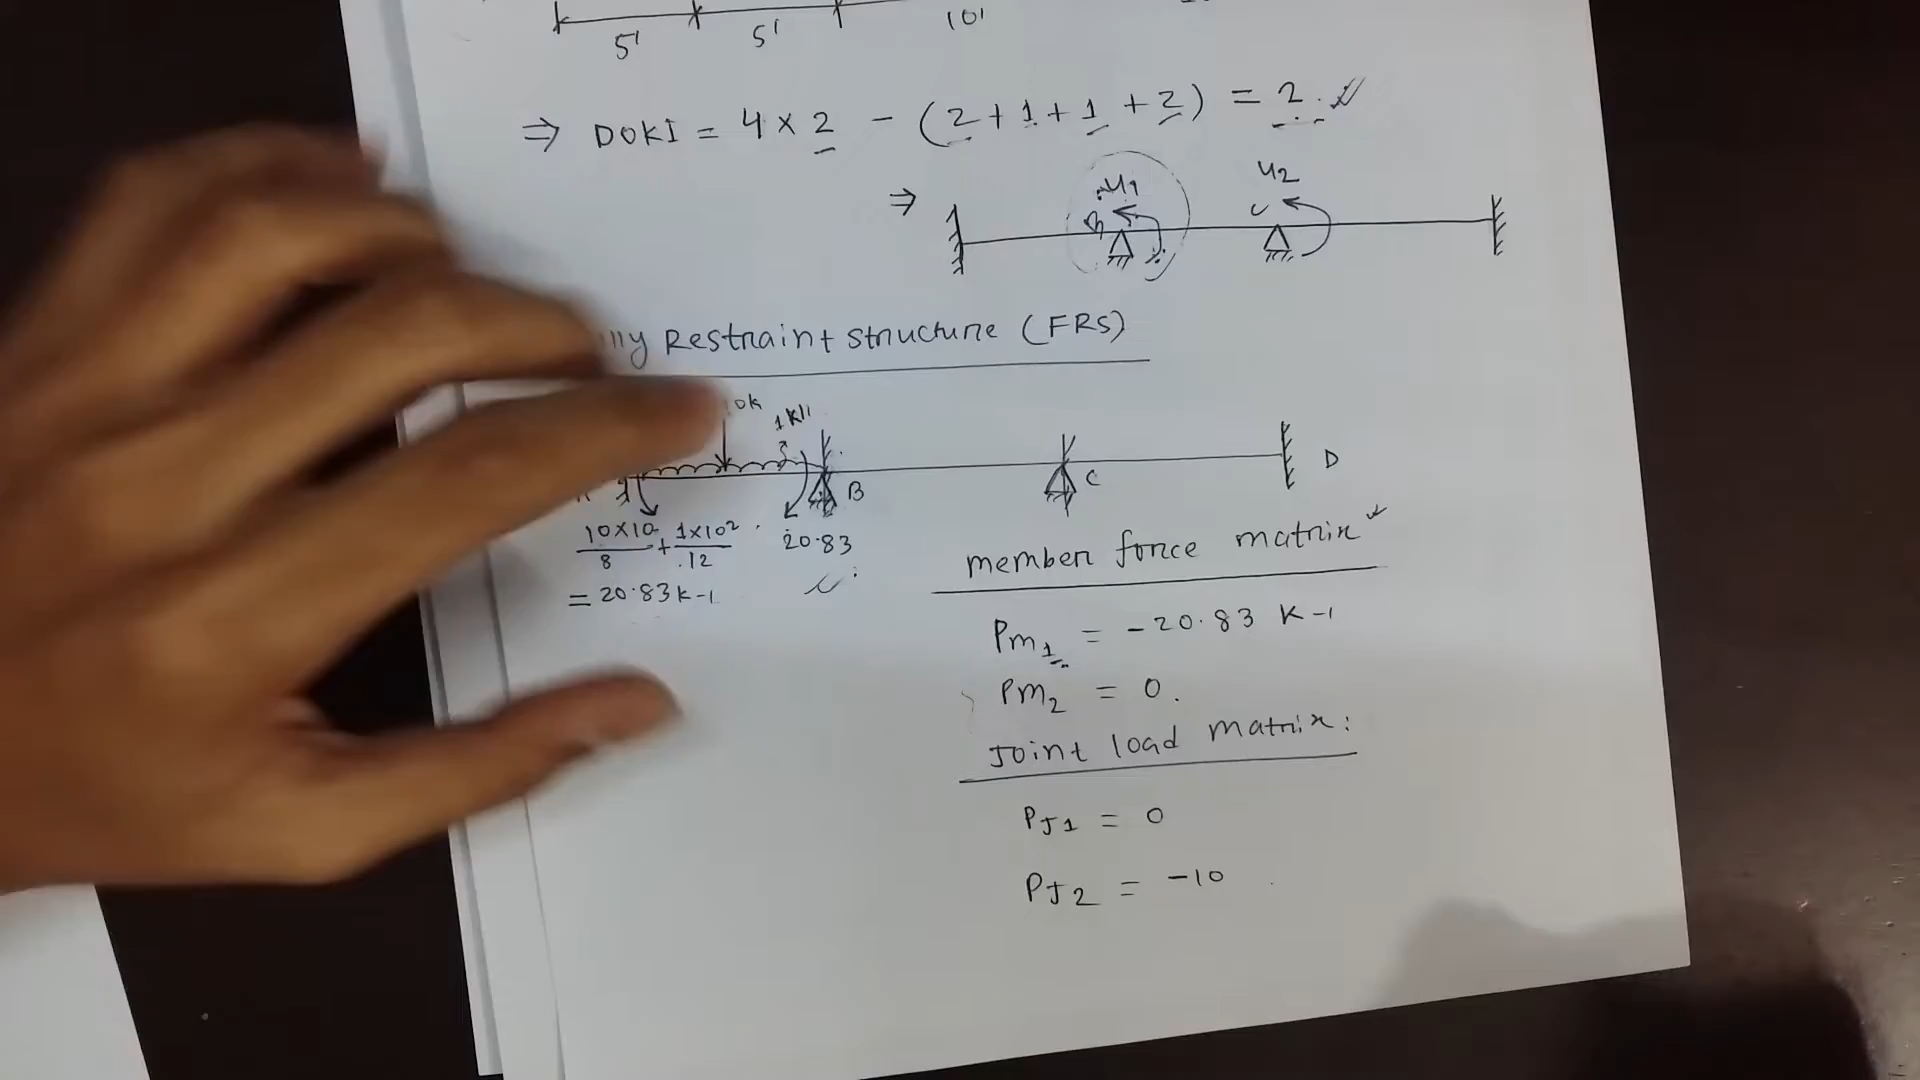 5' 5' 10'
⇒ DOKI = 4 × 2 - (2 + 1 + 1 + 2) = 2.
⇒ B u1 C u2
Restraint structure (FRS)
1k/'
B C D
10×10/8 + 1×10²/12 20.83
= 20.83 k-'
member force matrix
Pm1 = -20.83 k-'
Pm2 = 0.
Joint load matrix:
PJ1 = 0
PJ2 = -10